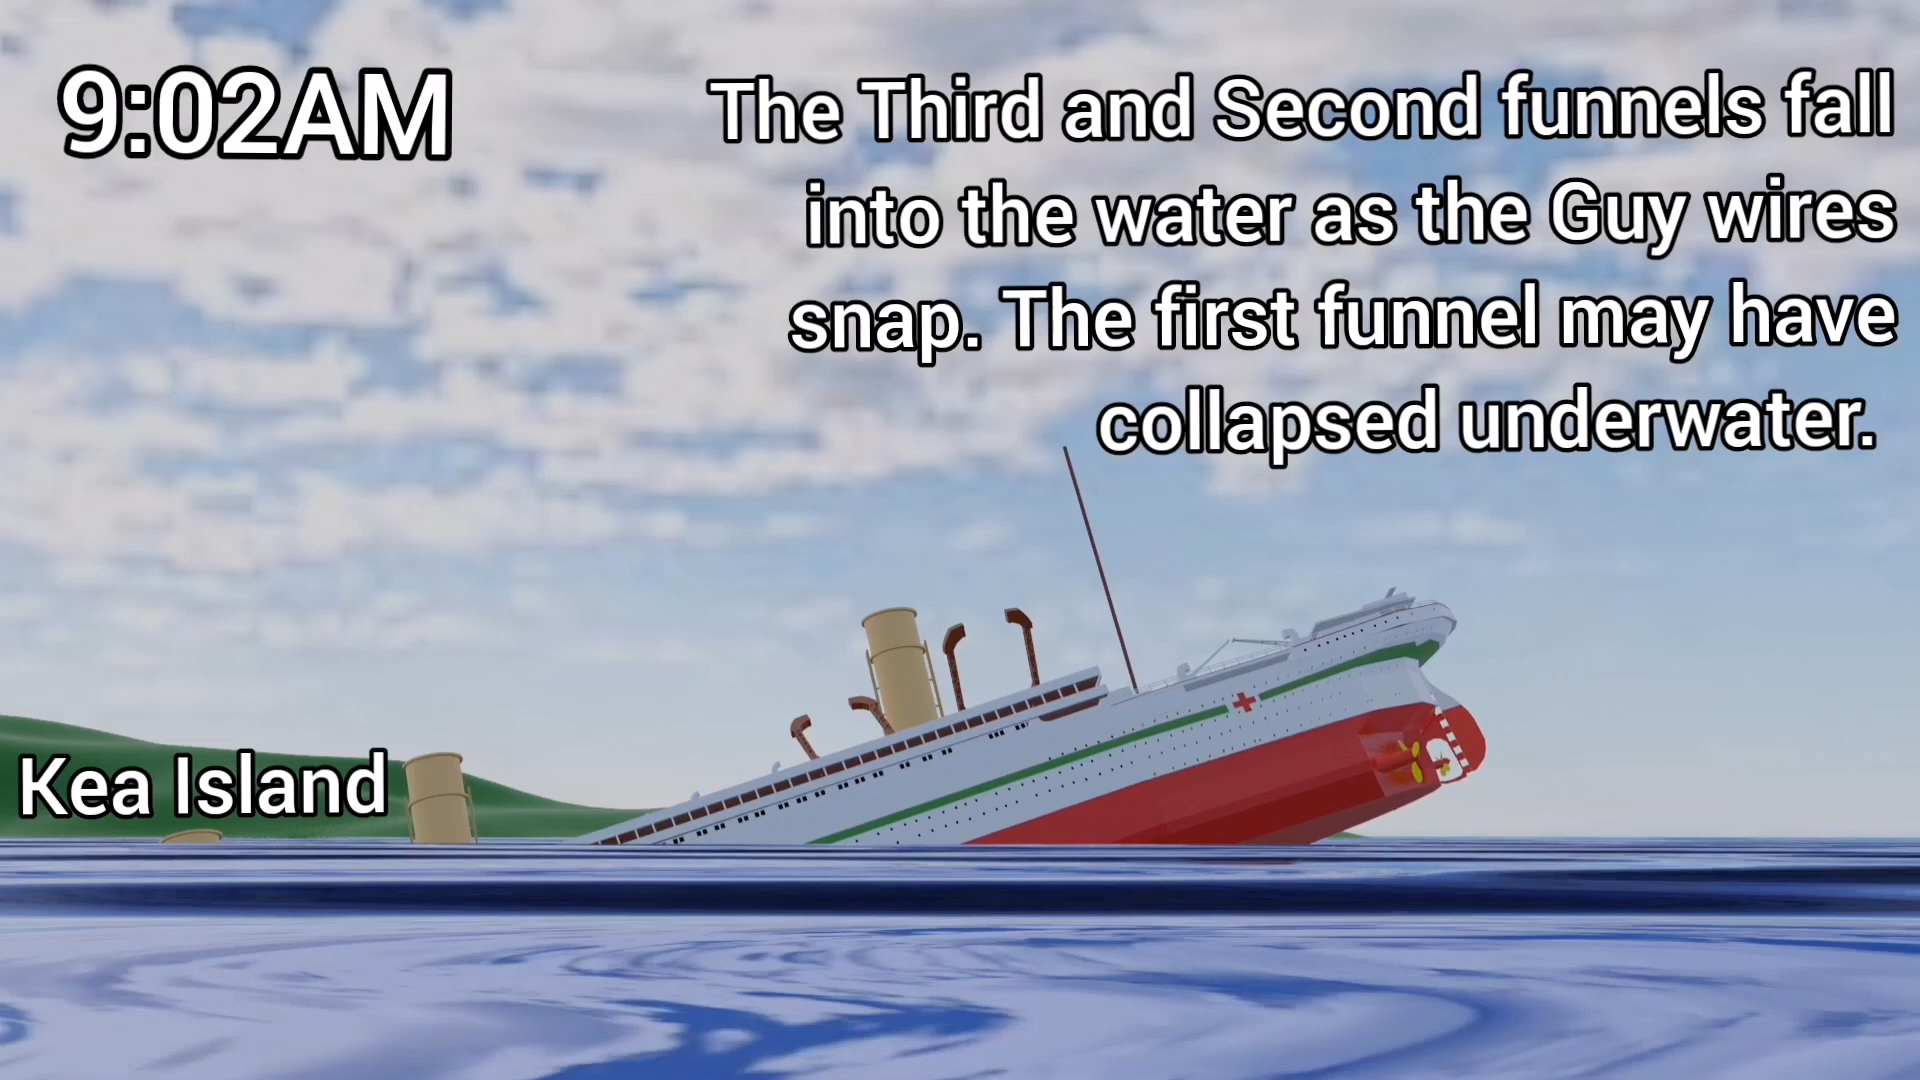 9:02AM
The Third and Second funnels fall
into the water as the Guy wires
snap. The first funnel may have
collapsed underwater.
Kea Island